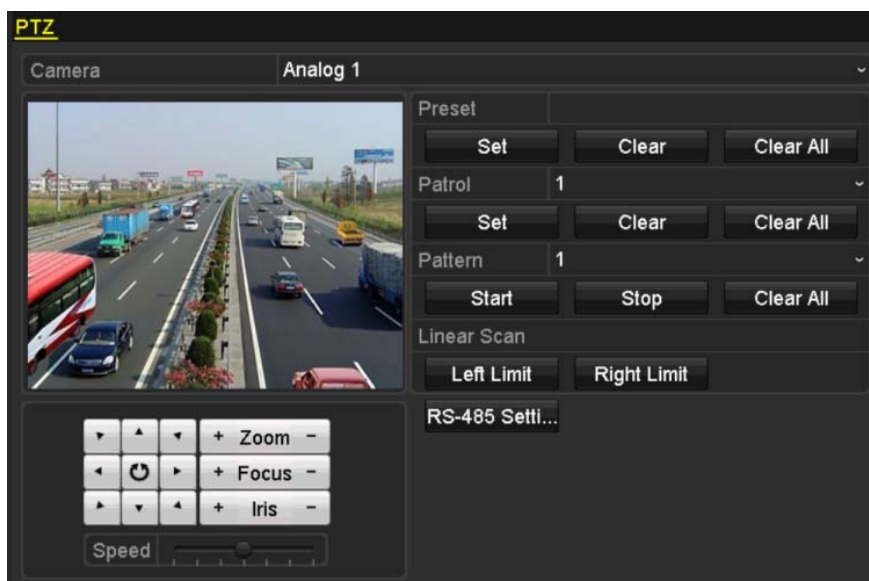 PTZ
Camera Analog 1
Preset
Set Clear Clear All
Patrol 1
Set Clear Clear All
Pattern 1
Start Stop Clear All
Linear Scan
Left Limit Right Limit
RS-485 Setti...
+ Zoom -
+ Focus -
+ Iris -
Speed